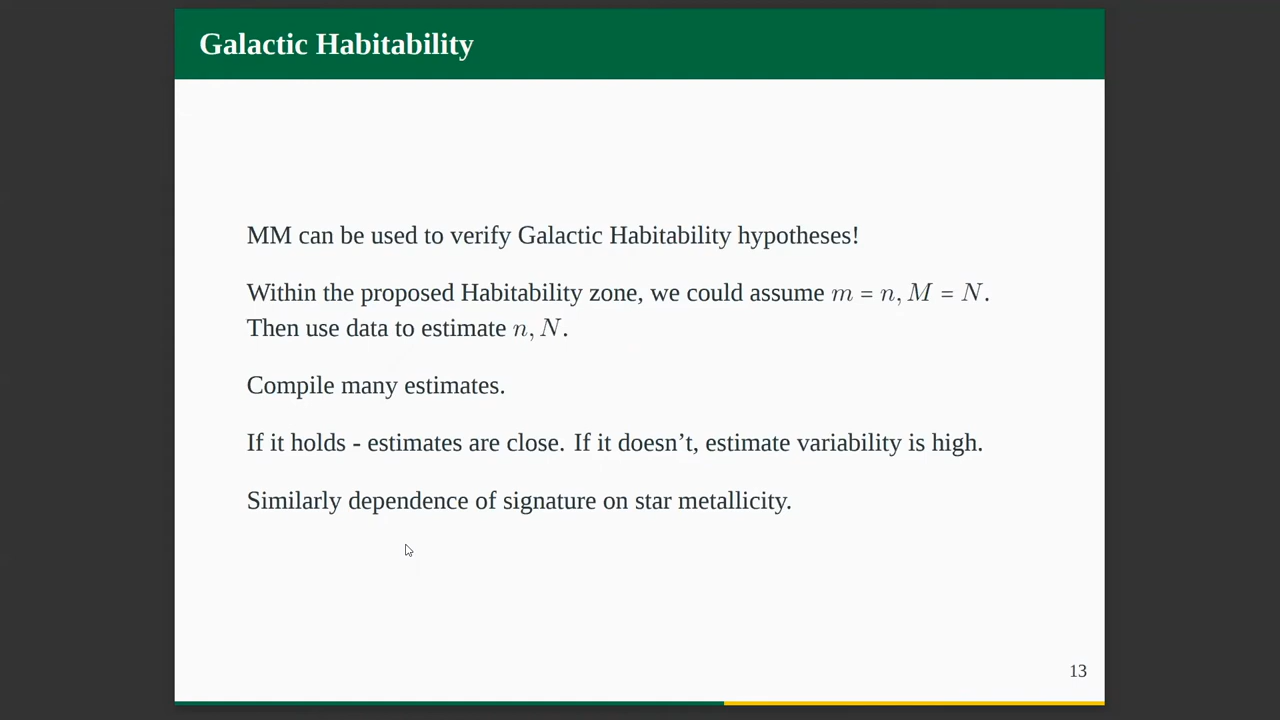 Galactic Habitability
MM can be used to verify Galactic Habitability hypotheses!
Within the proposed Habitability zone, we could assume m = n, M = N.
Then use data to estimate n, N.
Compile many estimates.
If it holds - estimates are close. If it doesn’t, estimate variability is high.
Similarly dependence of signature on star metallicity.
13